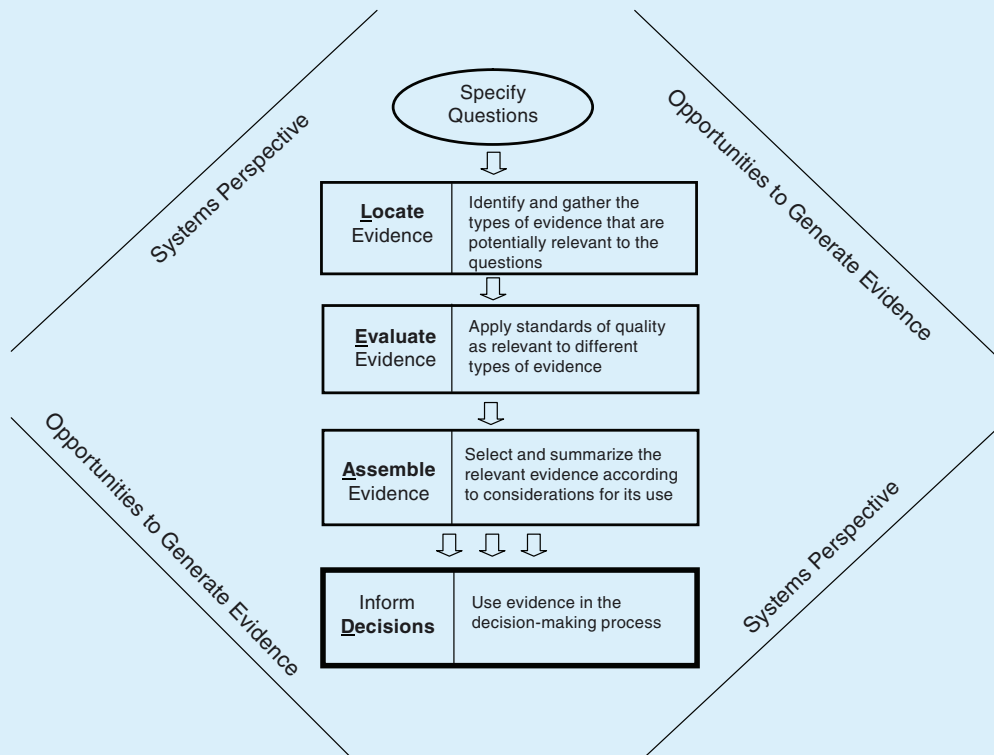 Specify
Questions
Systems Perspective
Opportunities to Generate Evidence
Locate
Evidence
Identify and gather the
types of evidence that are
potentially relevant to the
questions
Evaluate
Evidence
Apply standards of quality
as relevant to different
types of evidence
Assemble
Evidence
Select and summarize the
relevant evidence according
to considerations for its use
Inform
Decisions
Use evidence in the
decision-making process
Opportunities to Generate Evidence
Systems Perspective